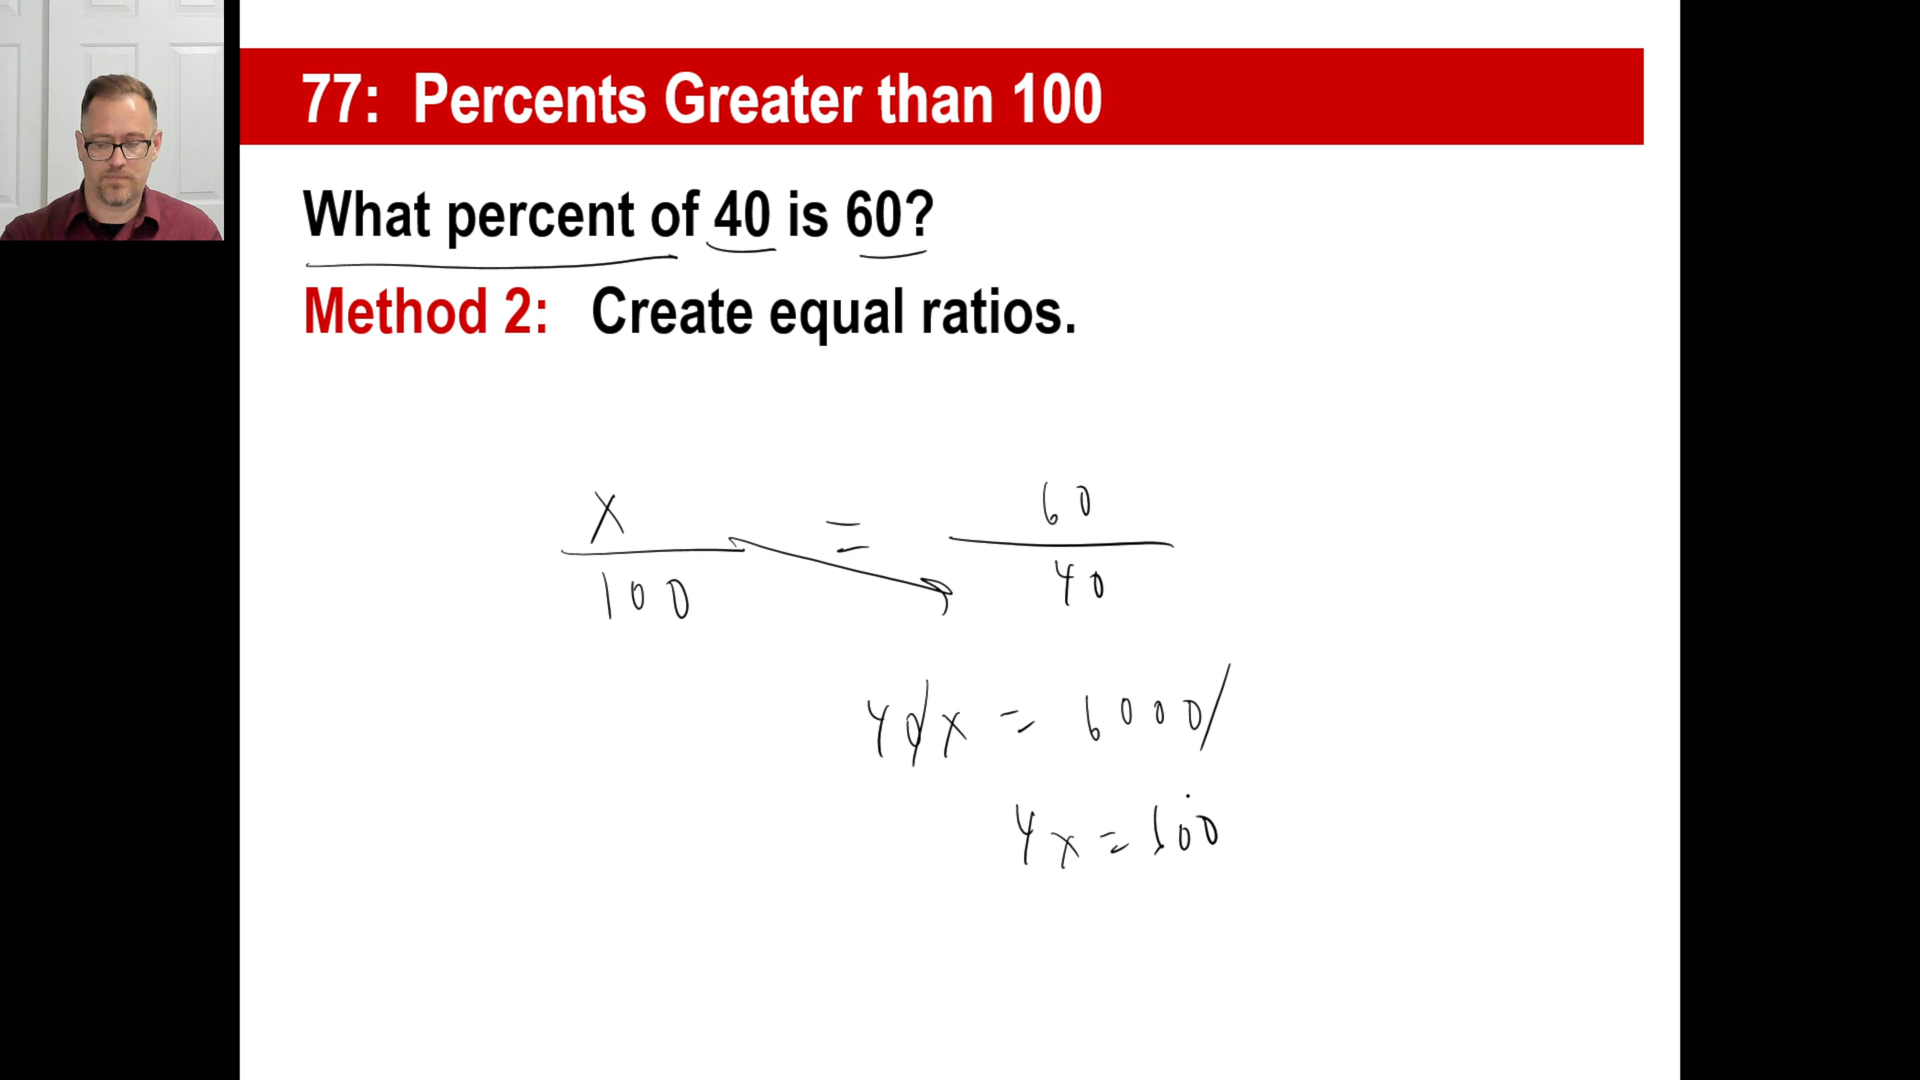 77: Percents Greater than 100
What percent of 40 is 60?
Method 2: Create equal ratios.
x = 60
100 40
40x = 6000
4x = 600